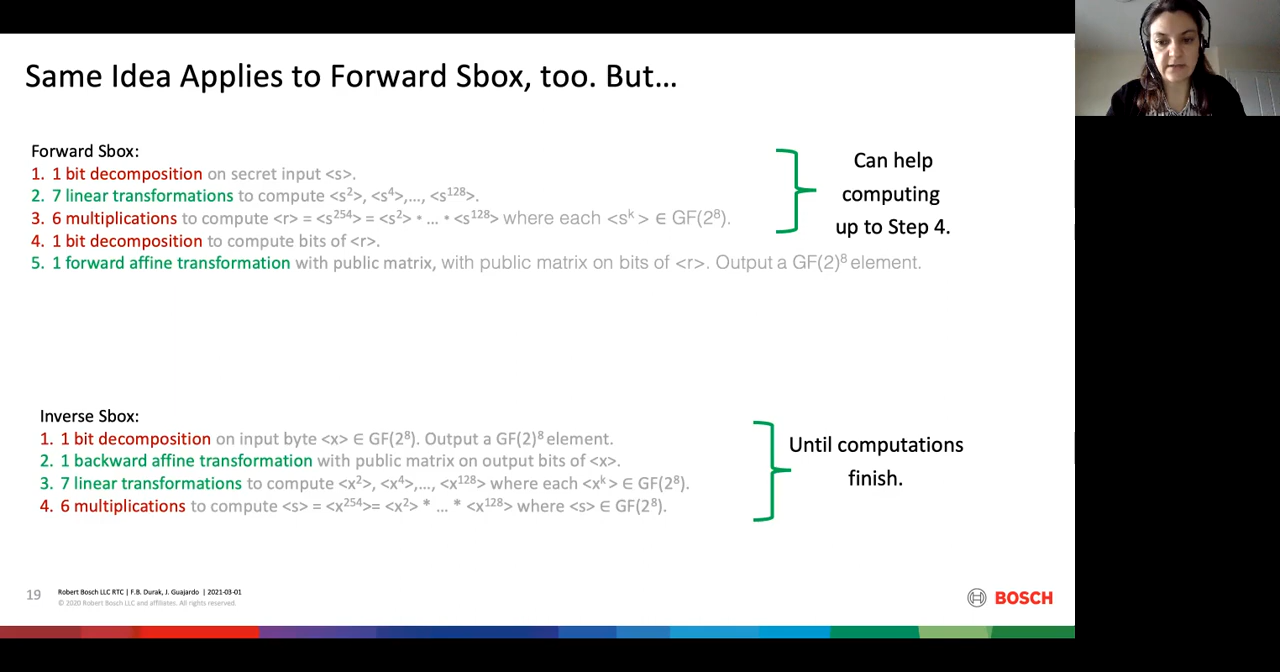 Same Idea Applies to Forward Sbox, too. But…
Forward Sbox:
1. 1 bit decomposition on secret input <s>.
2. 7 linear transformations to compute <s²>, <s⁴>,…, <s¹²⁸>.
3. 6 multiplications to compute <r> = <s²⁵⁴> = <s²> • … • <s¹²⁸> where each <sᵏ > ∈ GF(2⁸).
4. 1 bit decomposition to compute bits of <r>.
5. 1 forward affine transformation with public matrix, with public matrix on bits of <r>. Output a GF(2)⁸ element.
Can help
computing
up to Step 4.
Inverse Sbox:
1. 1 bit decomposition on input byte <x> ∈ GF(2⁸). Output a GF(2)⁸ element.
2. 1 backward affine transformation with public matrix on output bits of <x>.
3. 7 linear transformations to compute <x²>, <x⁴>,…, <x¹²⁸> where each <xᵏ > ∈ GF(2⁸).
4. 6 multiplications to compute <s> = <x²⁵⁴>= <x²> * … * <x¹²⁸> where <s> ∈ GF(2⁸).
Until computations
finish.
19
Robert Bosch LLC RTC | F.B. Durak, J. Guajardo | 2021-03-01
© 2020 Robert Bosch LLC and affiliates. All rights reserved.
BOSCH